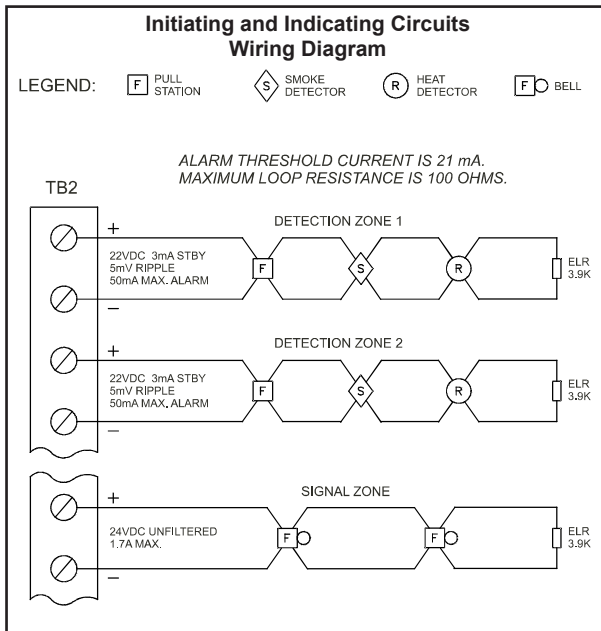 Initiating and Indicating Circuits
Wiring Diagram
LEGEND:
F PULL
STATION
S SMOKE
DETECTOR
R HEAT
DETECTOR
F BELL
ALARM THRESHOLD CURRENT IS 21 mA.
MAXIMUM LOOP RESISTANCE IS 100 OHMS.
TB2
DETECTION ZONE 1
+
22VDC 3mA STBY
5mV RIPPLE
50mA MAX. ALARM
–
F
S
R
ELR
3.9K
DETECTION ZONE 2
+
22VDC 3mA STBY
5mV RIPPLE
50mA MAX. ALARM
–
F
S
R
ELR
3.9K
SIGNAL ZONE
+
24VDC UNFILTERED
1.7A MAX.
–
F
F
ELR
3.9K